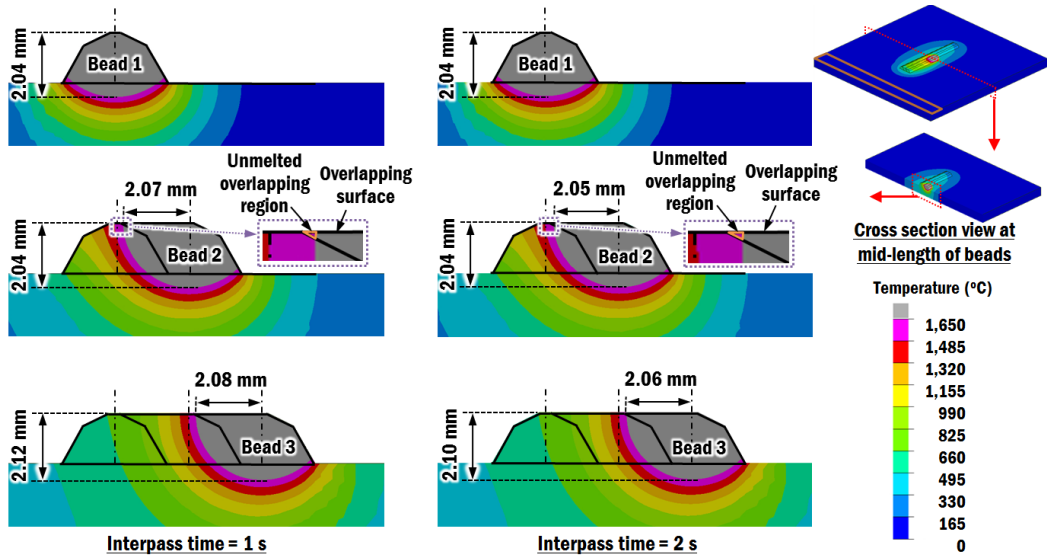 2.04 mm
Bead 1
2.04 mm
Bead 1
Unmelted
overlapping
region
Overlapping
surface
2.07 mm
2.04 mm
Bead 2
Unmelted
overlapping
region
Overlapping
surface
2.05 mm
2.04 mm
Bead 2
2.08 mm
2.12 mm
Bead 3
Interpass time = 1 s
2.06 mm
2.10 mm
Bead 3
Interpass time = 2 s
Cross section view at
mid-length of beads
Temperature (ºC)
1,650
1,485
1,320
1,155
990
825
660
495
330
165
0